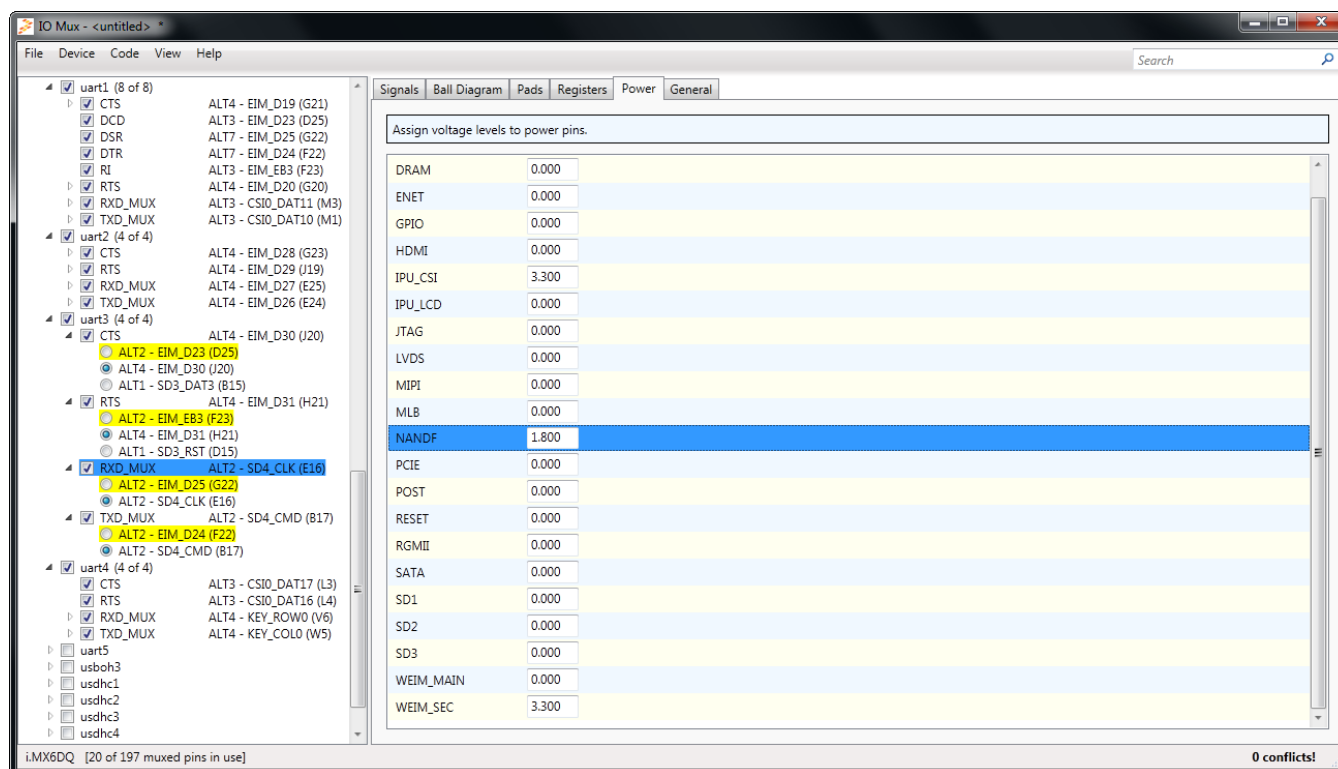 IO Mux - <untitled> *
File Device Code View Help
Search
uart1 (8 of 8)
CTS ALT4 - EIM_D19 (G21)
DCD ALT3 - EIM_D23 (D25)
DSR ALT7 - EIM_D25 (G22)
DTR ALT7 - EIM_D24 (F22)
RI ALT3 - EIM_EB3 (F23)
RTS ALT4 - EIM_D20 (G20)
RXD_MUX ALT3 - CSI0_DAT11 (M3)
TXD_MUX ALT3 - CSI0_DAT10 (M1)
uart2 (4 of 4)
CTS ALT4 - EIM_D28 (G23)
RTS ALT4 - EIM_D29 (J19)
RXD_MUX ALT4 - EIM_D27 (E25)
TXD_MUX ALT4 - EIM_D26 (E24)
uart3 (4 of 4)
CTS ALT4 - EIM_D30 (J20)
ALT2 - EIM_D23 (D25)
ALT4 - EIM_D30 (J20)
ALT1 - SD3_DAT3 (B15)
RTS ALT4 - EIM_D31 (H21)
ALT2 - EIM_EB3 (F23)
ALT4 - EIM_D31 (H21)
ALT1 - SD3_RST (D15)
RXD_MUX ALT2 - SD4_CLK (E16)
ALT2 - EIM_D25 (G22)
ALT2 - SD4_CLK (E16)
TXD_MUX ALT2 - SD4_CMD (B17)
ALT2 - EIM_D24 (F22)
ALT2 - SD4_CMD (B17)
uart4 (4 of 4)
CTS ALT3 - CSI0_DAT17 (L3)
RTS ALT3 - CSI0_DAT16 (L4)
RXD_MUX ALT4 - KEY_ROW0 (V6)
TXD_MUX ALT4 - KEY_COL0 (W5)
uart5
usboh3
usdhc1
usdhc2
usdhc3
usdhc4
Signals Ball Diagram Pads Registers Power General
Assign voltage levels to power pins.
DRAM 0.000
ENET 0.000
GPIO 0.000
HDMI 0.000
IPU_CSI 3.300
IPU_LCD 0.000
JTAG 0.000
LVDS 0.000
MIPI 0.000
MLB 0.000
NANDF 1.800
PCIE 0.000
POST 0.000
RESET 0.000
RGMII 0.000
SATA 0.000
SD1 0.000
SD2 0.000
SD3 0.000
WEIM_MAIN 0.000
WEIM_SEC 3.300
i.MX6DQ [20 of 197 muxed pins in use]
0 conflicts!